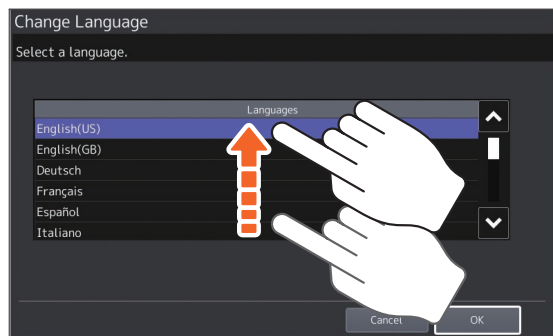 Change Language
Select a language.
Languages
English(US)
English(GB)
Deutsch
Français
Español
Italiano
Cancel
OK